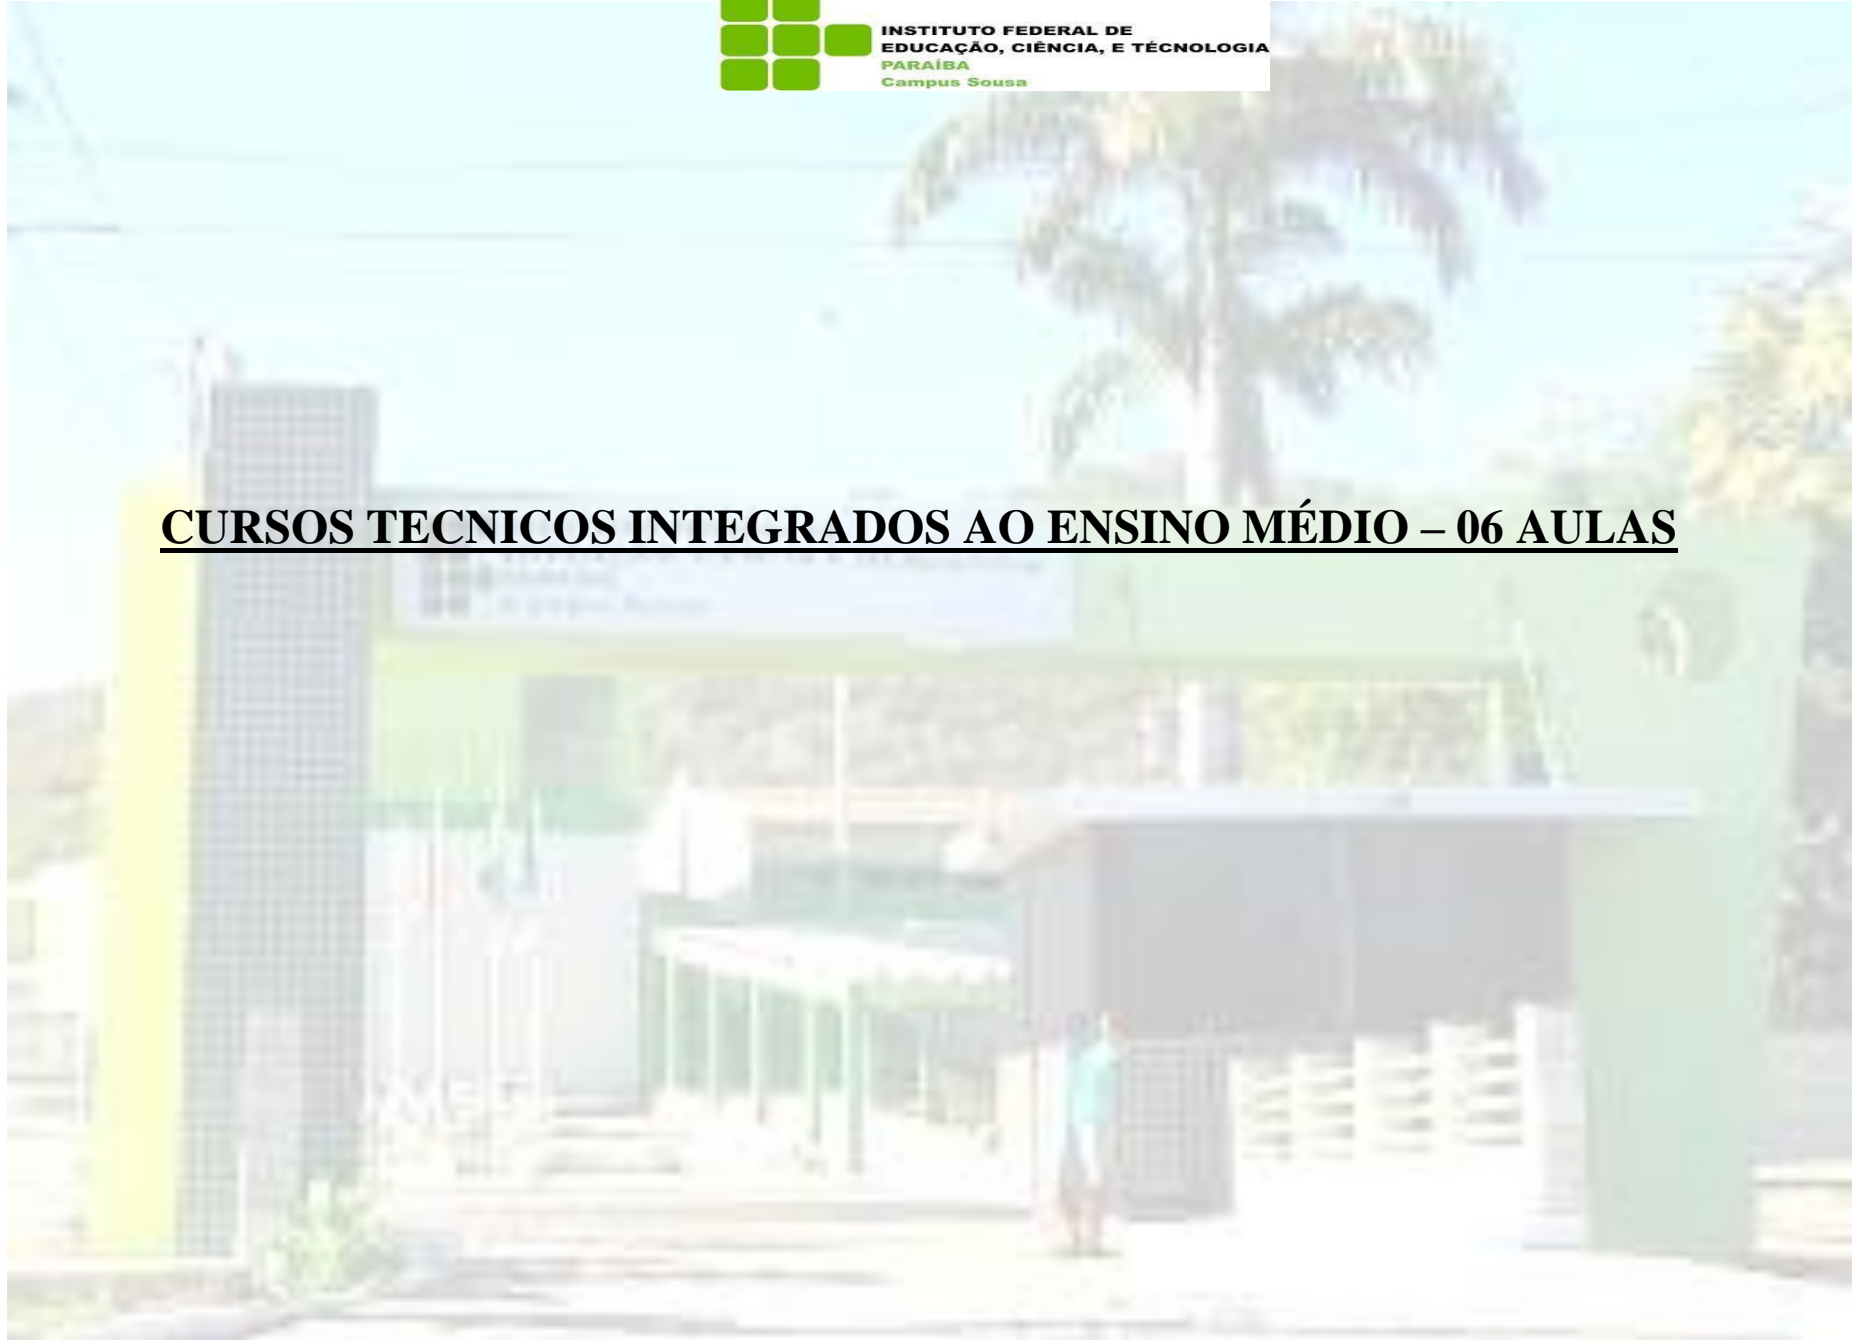 INSTITUTO FEDERAL DE
EDUCAÇÃO, CIÊNCIA, E TÉCNOLOGIA
PARAÍBA
Campus Sousa
CURSOS TECNICOS INTEGRADOS AO ENSINO MÉDIO – 06 AULAS